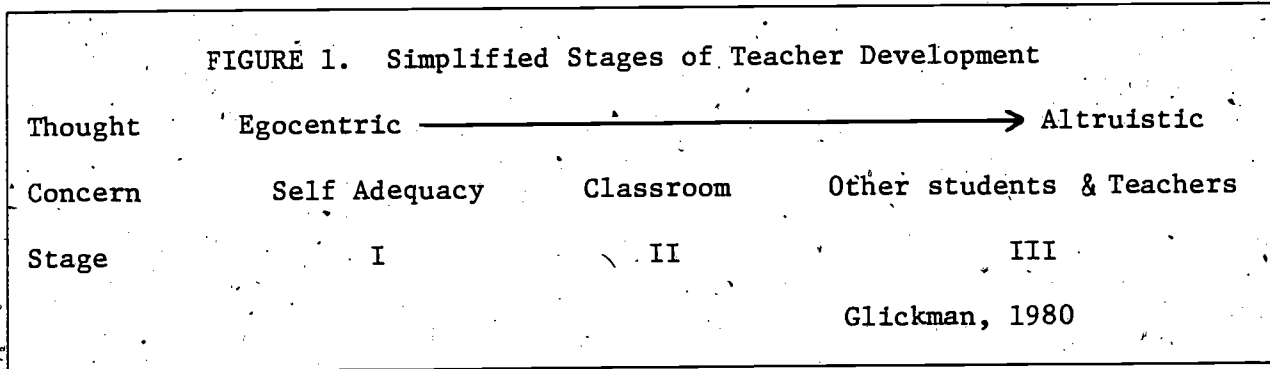 FIGURE 1. Simplified Stages of Teacher Development
Thought Egocentric Altruistic
Concern Self Adequacy Classroom Other students & Teachers
Stage I II III
Glickman, 1980